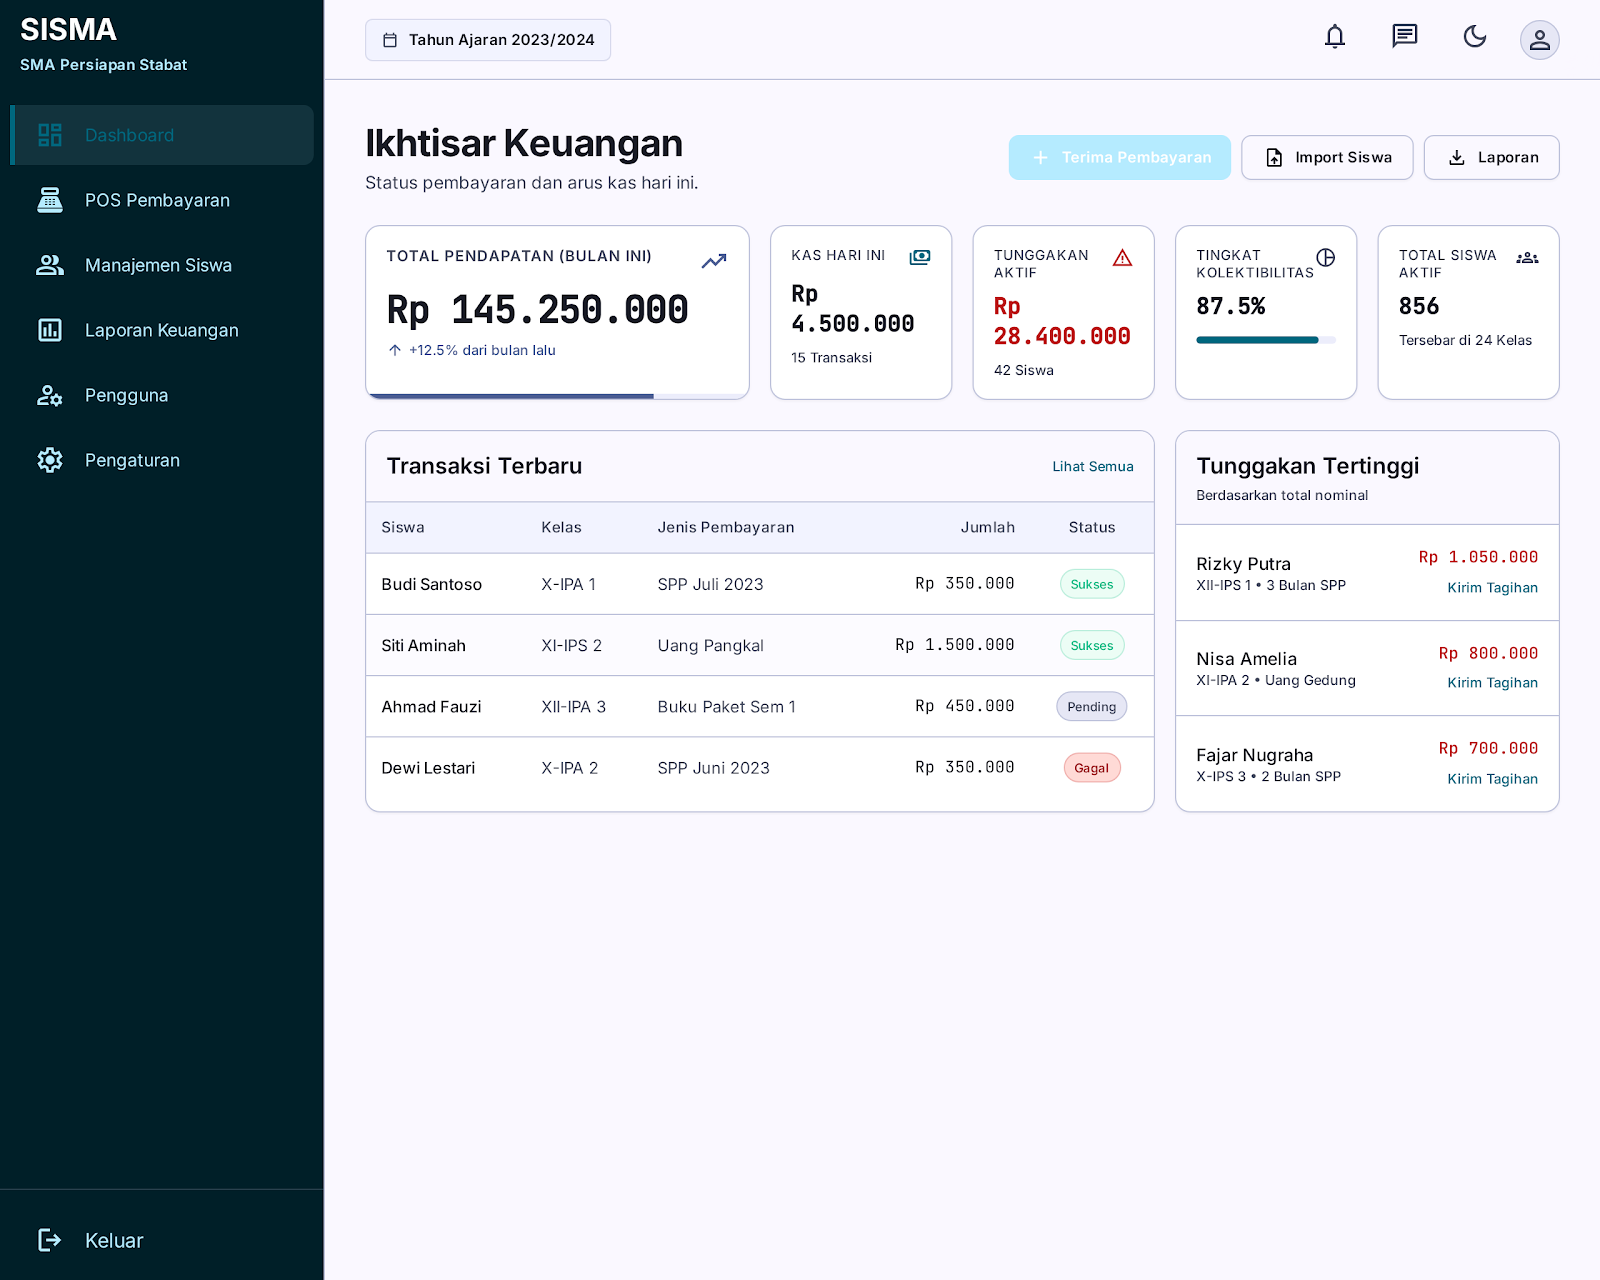 SISMA
SMA Persiapan Stabat
Dashboard
POS Pembayaran
Manajemen Siswa
Laporan Keuangan
Pengguna
Pengaturan
Keluar
Tahun Ajaran 2023/2024
Ikhtisar Keuangan
Status pembayaran dan arus kas hari ini.
Terima Pembayaran
Import Siswa
Laporan
TOTAL PENDAPATAN (BULAN INI)
Rp 145.250.000
+12.5% dari bulan lalu
KAS HARI INI
Rp
4.500.000
15 Transaksi
TUNGGAKAN
AKTIF
Rp
28.400.000
42 Siswa
TINGKAT
KOLEKTIBILITAS
87.5%
TOTAL SISWA
AKTIF
856
Tersebar di 24 Kelas
Transaksi Terbaru
Lihat Semua
Siswa Kelas Jenis Pembayaran Jumlah Status
Budi Santoso X-IPA 1 SPP Juli 2023 Rp 350.000 Sukses
Siti Aminah XI-IPS 2 Uang Pangkal Rp 1.500.000 Sukses
Ahmad Fauzi XII-IPA 3 Buku Paket Sem 1 Rp 450.000 Pending
Dewi Lestari X-IPA 2 SPP Juni 2023 Rp 350.000 Gagal
Tunggakan Tertinggi
Berdasarkan total nominal
Rizky Putra
XII-IPS 1 • 3 Bulan SPP
Rp 1.050.000
Kirim Tagihan
Nisa Amelia
XI-IPA 2 • Uang Gedung
Rp 800.000
Kirim Tagihan
Fajar Nugraha
X-IPS 3 • 2 Bulan SPP
Rp 700.000
Kirim Tagihan